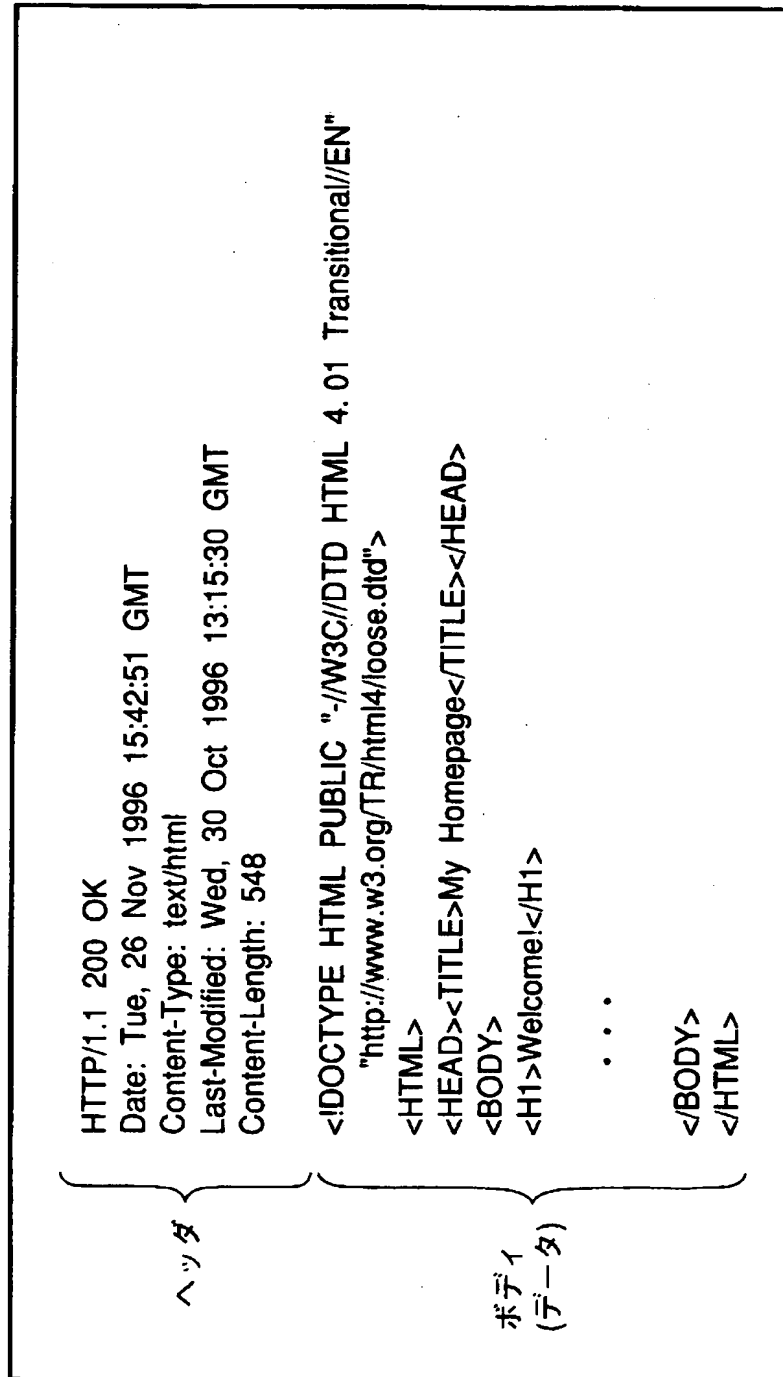 ヘッダ
HTTP/1.1 200 OK
Date: Tue, 26 Nov 1996 15:42:51 GMT
Content-Type: text/html
Last-Modified: Wed, 30 Oct 1996 13:15:30 GMT
Content-Length: 548
ボディ
(データ)
<!DOCTYPE HTML PUBLIC "-//W3C//DTD HTML 4.01 Transitional//EN"
"http://www.w3.org/TR/html4/loose.dtd">
<HTML>
<HEAD><TITLE>My Homepage</TITLE></HEAD>
<BODY>
<H1>Welcome!</H1>
・・・
</BODY>
</HTML>